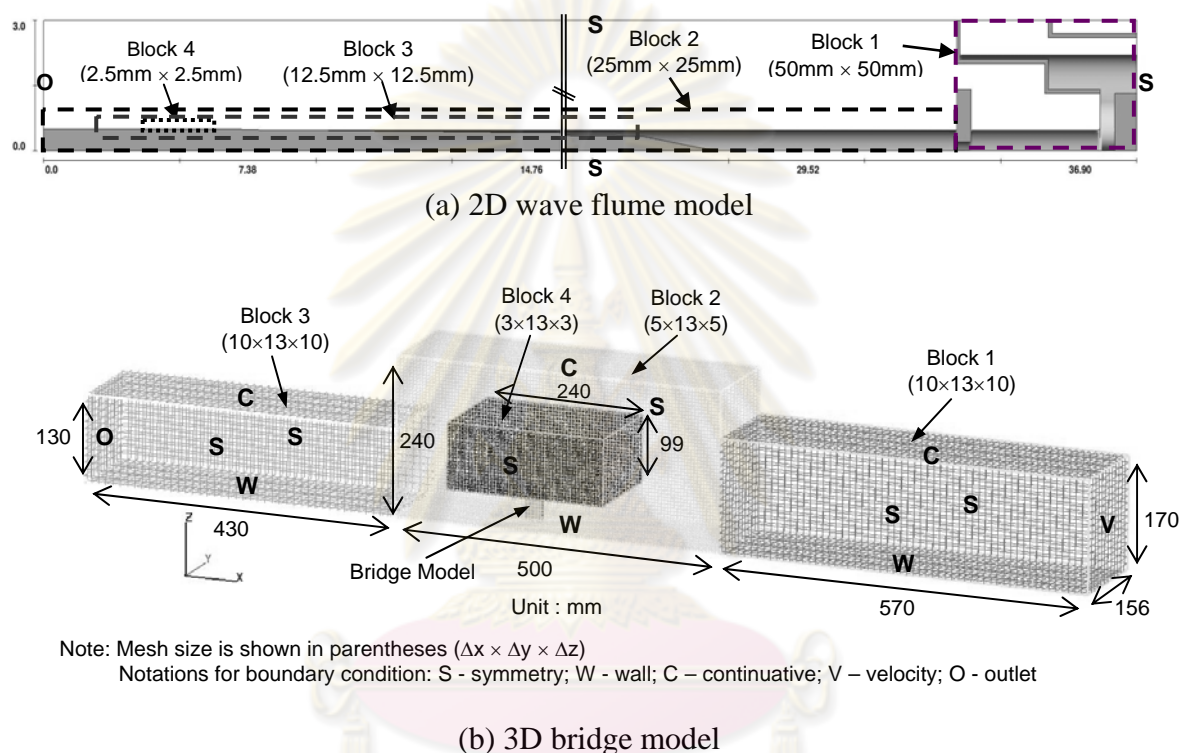 3.0
S
Block 4
Block 3
Block 2
Block 1
(2.5mm × 2.5mm)
(12.5mm × 12.5mm)
(25mm × 25mm)
(50mm × 50mm)
O
S
0.0
S
0.0
7.38
14.76
29.52
36.90
(a) 2D wave flume model
Block 4
(3×13×3)
Block 2
(5×13×5)
Block 3
(10×13×10)
Block 1
(10×13×10)
C
240
C
S
130
O
S
S
240
S
99
C
W
W
S
S
V
170
W
Z
Y
X
430
Bridge Model
500
570
156
Unit : mm
Note: Mesh size is shown in parentheses (Δx × Δy × Δz)
Notations for boundary condition: S - symmetry; W - wall; C – continuative; V – velocity; O - outlet
(b) 3D bridge model